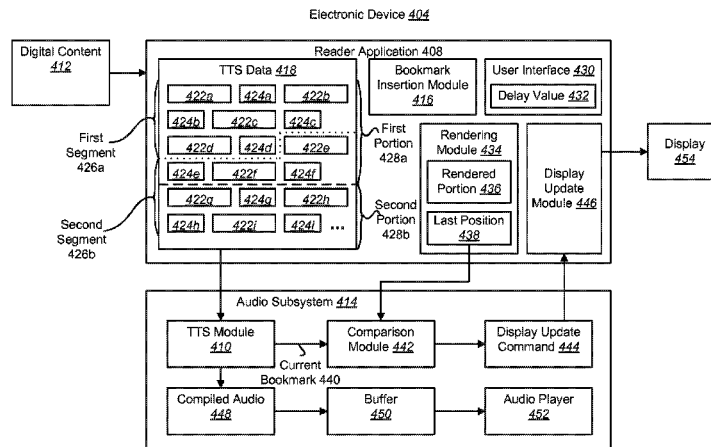 Electronic Device 404
Digital Content 412
Reader Application 408
TTS Data 418
422a 424a 422b
424b 422c 424c
422d 424d 422e
424e 422f 424f
422g 424g 422h
424h 422i 424i ...
First Segment 426a
Second Segment 426b
First Portion 428a
Second Portion 428b
Bookmark Insertion Module 416
User Interface 430
Delay Value 432
Rendering Module 434
Rendered Portion 436
Last Position 438
Display Update Module 446
Display 454
Audio Subsystem 414
TTS Module 410
Current Bookmark 440
Comparison Module 442
Display Update Command 444
Compiled Audio 448
Buffer 450
Audio Player 452